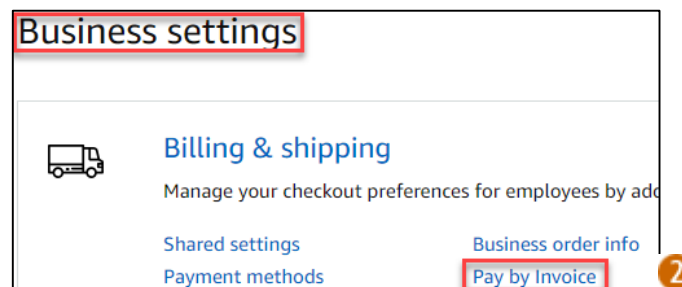 Business settings
Billing & shipping
Manage your checkout preferences for employees by
Shared settings Business order info
Payment methods Pay by Invoice 2